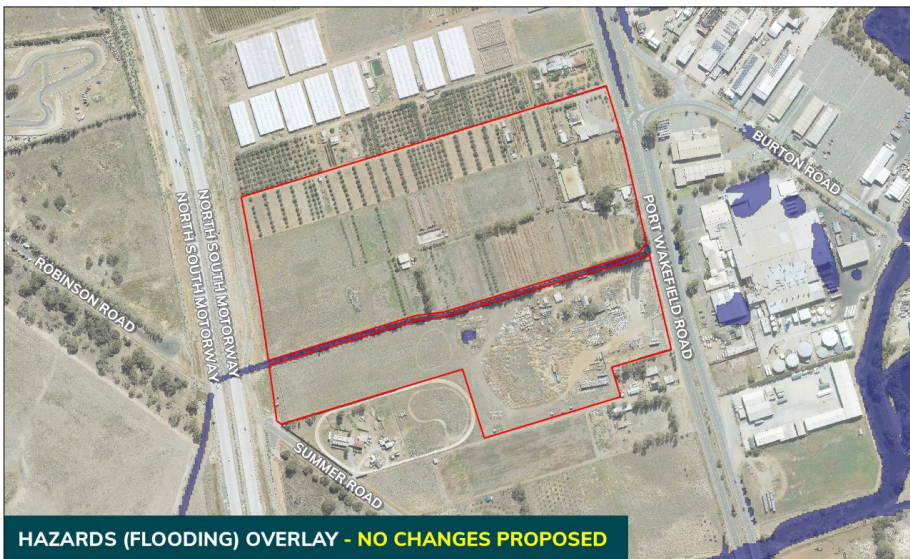 BURTON ROAD
NORTH SOUTH MOTORWAY
NORTH SOUTH MOTORWAY
PORT WAKEFIELD ROAD
ROBINSON ROAD
SUMMER ROAD
HAZARDS (FLOODING) OVERLAY - NO CHANGES PROPOSED